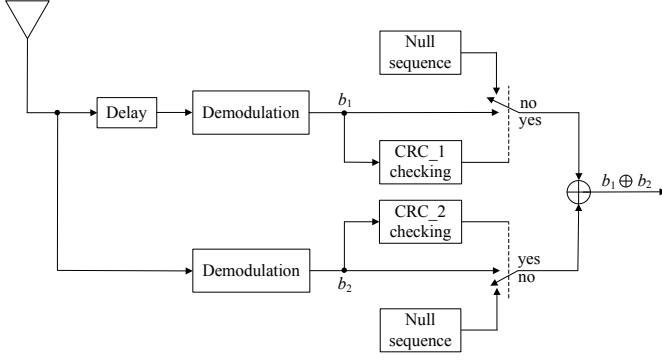 Null
sequence
Delay
Demodulation
b₁
no
yes
CRC_1
checking
b₁ ⊕ b₂
CRC_2
checking
Demodulation
b₂
yes
no
Null
sequence